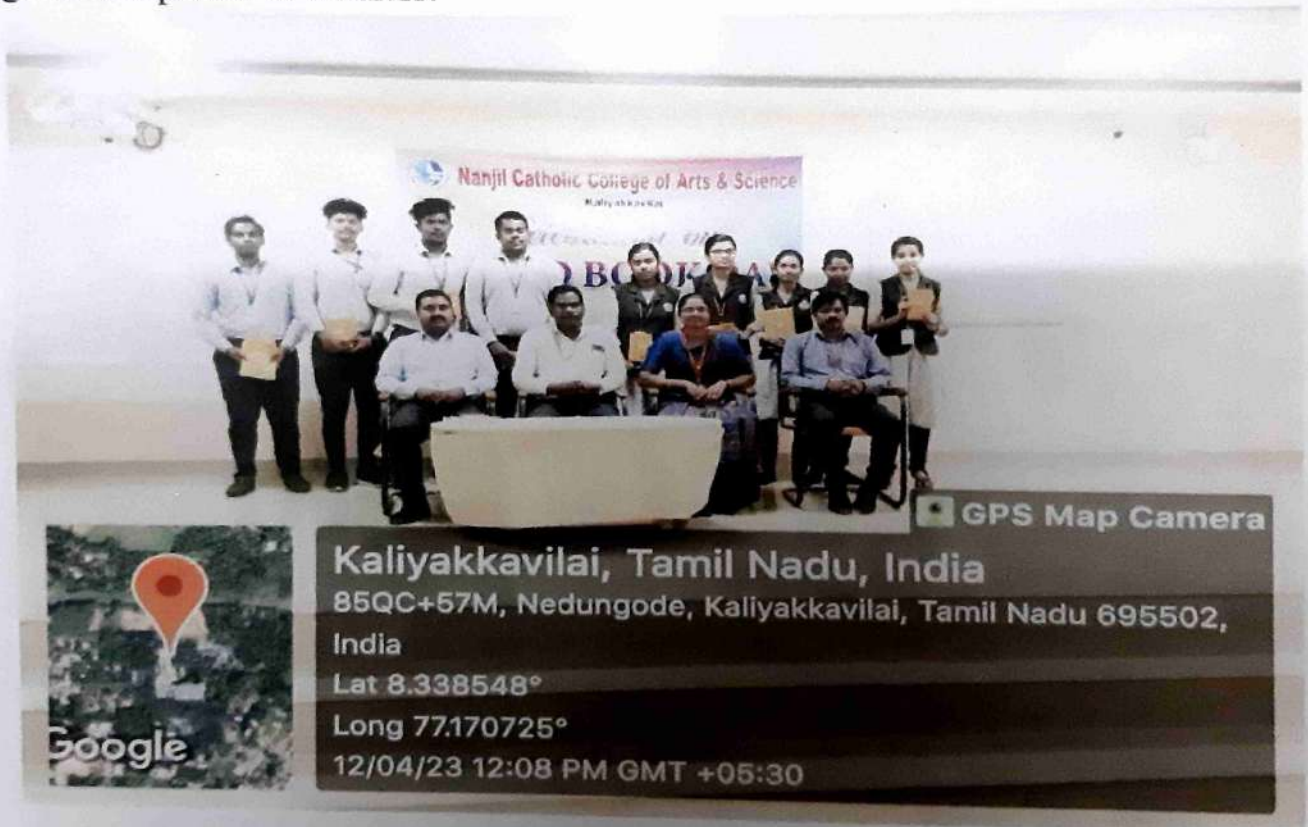 Nanjil Catholic College of Arts & Science
Kaliyakkavilai
GPS Map Camera
Kaliyakkavilai, Tamil Nadu, India
85QC+57M, Nedungode, Kaliyakkavilai, Tamil Nadu 695502,
India
Lat 8.338548°
Long 77.170725°
12/04/23 12:08 PM GMT +05:30
Google